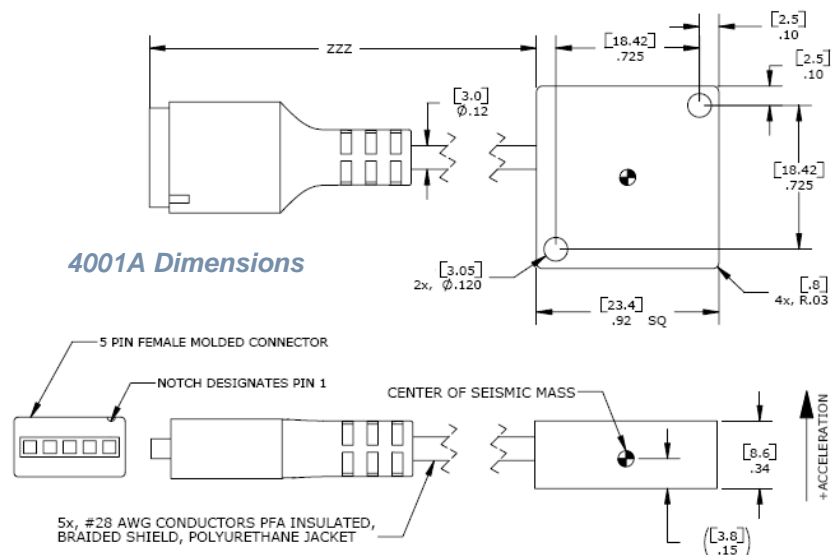 [2.5]
.10
ZZZ
[18.42]
.725
[2.5]
.10
[3.0]
Ø.12
[18.42]
.725
4001A Dimensions
[3.05]
2x, Ø.120
[.8]
4x, R.03
[23.4]
.92 SQ
5 PIN FEMALE MOLDED CONNECTOR
NOTCH DESIGNATES PIN 1
CENTER OF SEISMIC MASS
+ACCELERATION
[8.6]
.34
5x, #28 AWG CONDUCTORS PFA INSULATED,
BRAIDED SHIELD, POLYURETHANE JACKET
([3.8]
.15)